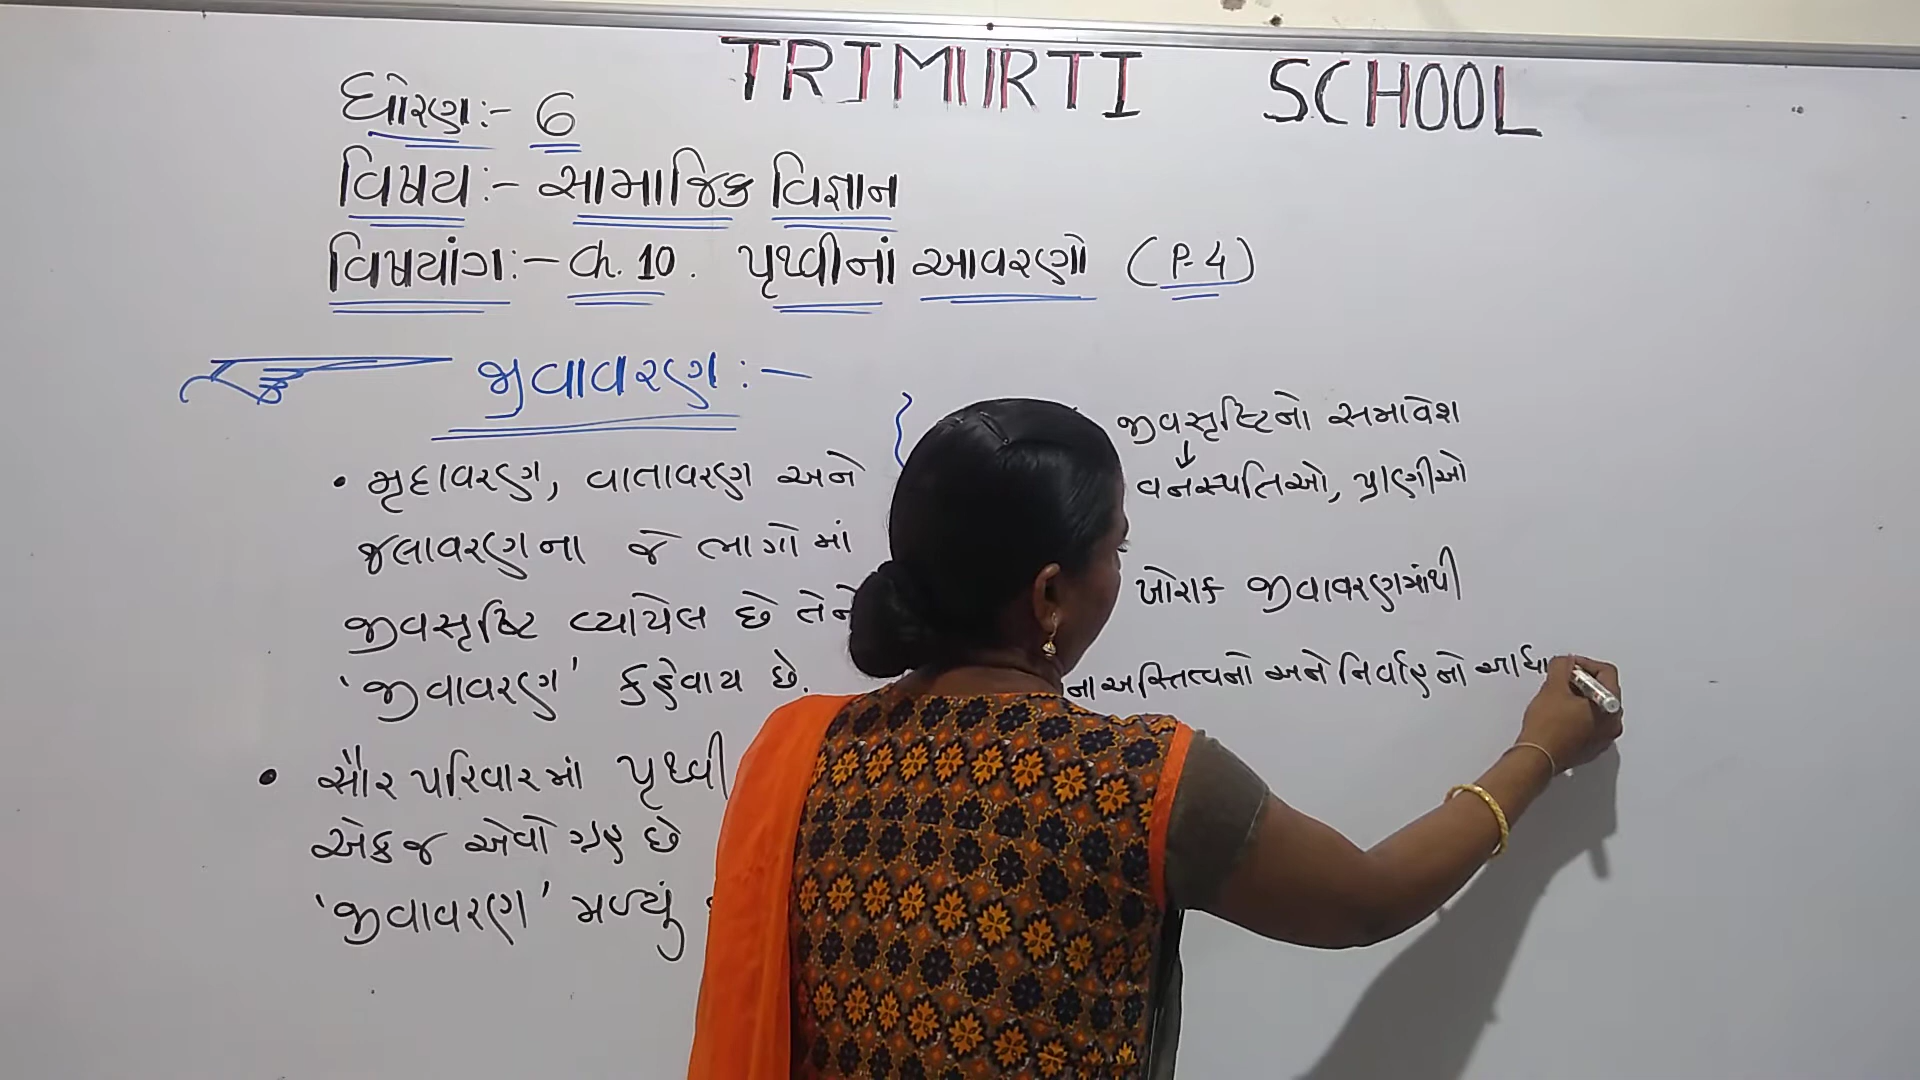 TRIMURTI SCHOOL
ધોરણ:- 6
વિષય:- સામાજિક વિજ્ઞાન
વિષયાંગ:- Ch. 10. પૃથ્વીનાં આવરણો (P-4)
જીવાવરણ:-
• મૃદાવરણ, વાતાવરણ અને
જલાવરણના જે ભાગોમાં
જીવસૃષ્ટિ વ્યાપેલ છે તેને
'જીવાવરણ' કહેવાય છે.
• સૌર પરિવારમાં પૃથ્વી
એક જ એવો ગ્રહ છે
'જીવાવરણ' મળ્યું
જીવસૃષ્ટિનો સમાવેશ
↓
વનસ્પતિઓ, પ્રાણીઓ
ખોરાક જીવાવરણમાંથી
ના અસ્તિત્વનો અને નિર્વાહનો આધા